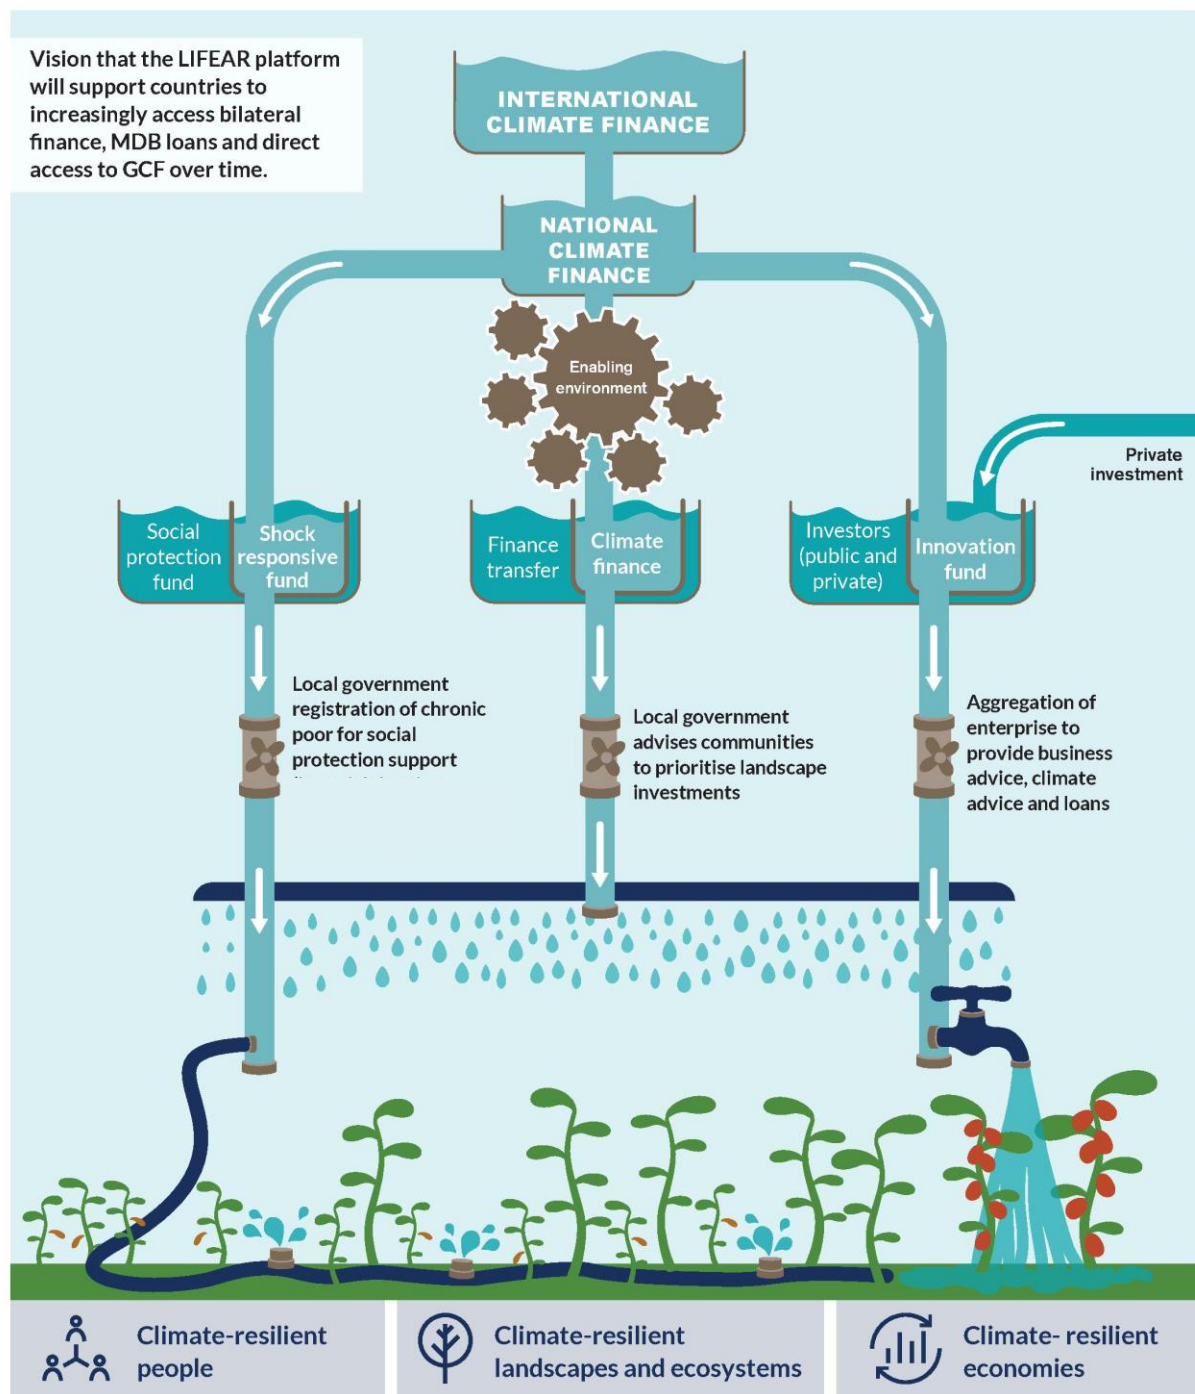 Vision that the LIFEAR platform
will support countries to
increasingly access bilateral
finance, MDB loans and direct
access to GCF over time.
INTERNATIONAL
CLIMATE FINANCE
NATIONAL
CLIMATE
FINANCE
Enabling
environment
Private
investment
Social
protection
fund
Shock
responsive
fund
Finance
transfer
Climate
finance
Investors
(public and
private)
Innovation
fund
Local government
registration of chronic
poor for social
protection support
Local government
advises communities
to prioritise landscape
investments
Aggregation of
enterprise to
provide business
advice, climate
advice and loans
Climate-resilient
people
Climate-resilient
landscapes and ecosystems
Climate- resilient
economies